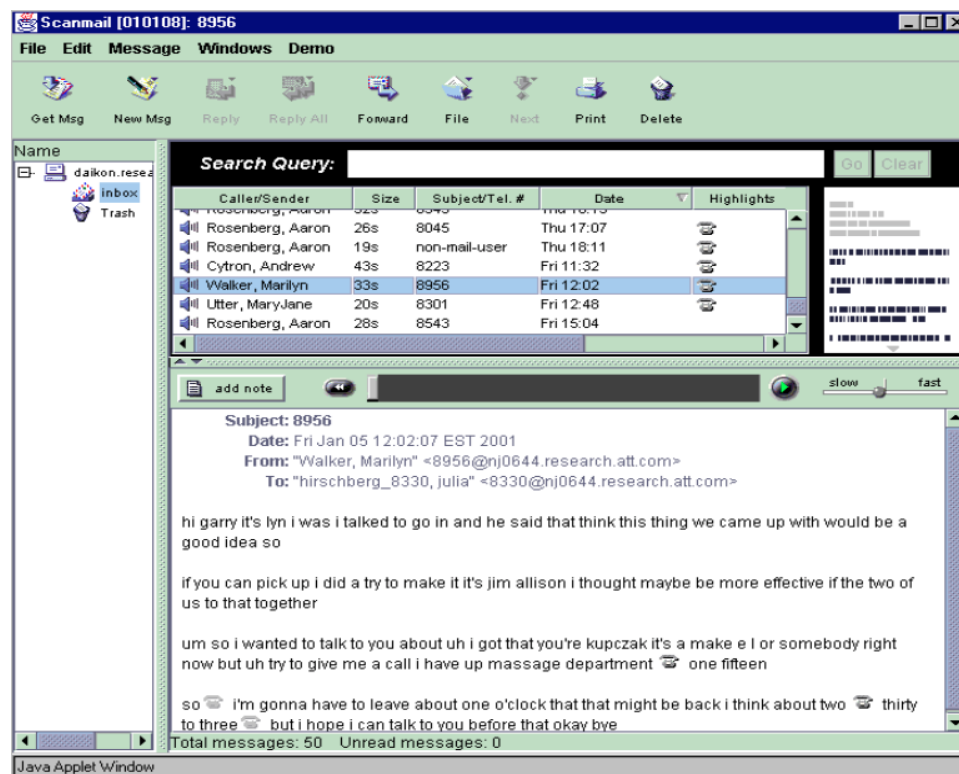 Scanmail [010108]: 8956
File Edit Message Windows Demo
Get Msg New Msg Reply Reply All Forward File Next Print Delete
Name
daikon.resea
inbox
Trash
Search Query: Go Clear
Caller/Sender Size Subject/Tel. # Date Highlights
Rosenberg, Aaron 32s 8543
Rosenberg, Aaron 26s 8045 Thu 17:07
Rosenberg, Aaron 19s non-mail-user Thu 18:11
Cytron, Andrew 43s 8223 Fri 11:32
Walker, Marilyn 33s 8956 Fri 12:02
Utter, MaryJane 20s 8301 Fri 12:48
Rosenberg, Aaron 28s 8543 Fri 15:04
add note slow fast
Subject: 8956
Date: Fri Jan 05 12:02:07 EST 2001
From: "Walker, Marilyn" <8956@nj0644.research.att.com>
To: "hirschberg_8330, julia" <8330@nj0644.research.att.com>
hi garry it's lyn i was i talked to go in and he said that think this thing we came up with would be a
good idea so
if you can pick up i did a try to make it it's jim allison i thought maybe be more effective if the two of
us to that together
um so i wanted to talk to you about uh i got that you're kupczak it's a make e l or somebody right
now but uh try to give me a call i have up massage department one fifteen
so i'm gonna have to leave about one o'clock that that might be back i think about two thirty
to three but i hope i can talk to you before that okay bye
Total messages: 50 Unread messages: 0
Java Applet Window